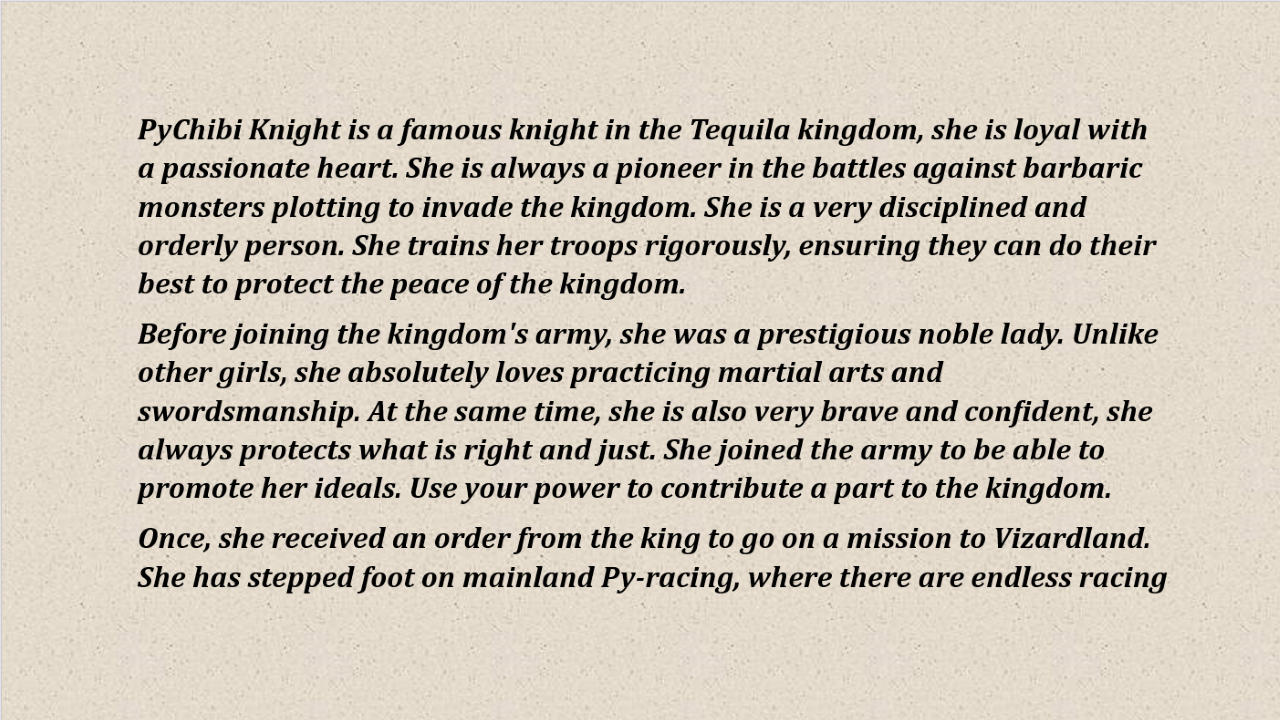 PyChibi Knight is a famous knight in the Tequila kingdom, she is loyal with
a passionate heart. She is always a pioneer in the battles against barbaric
monsters plotting to invade the kingdom. She is a very disciplined and
orderly person. She trains her troops rigorously, ensuring they can do their
best to protect the peace of the kingdom.
Before joining the kingdom's army, she was a prestigious noble lady. Unlike
other girls, she absolutely loves practicing martial arts and
swordsmanship. At the same time, she is also very brave and confident, she
always protects what is right and just. She joined the army to be able to
promote her ideals. Use your power to contribute a part to the kingdom.
Once, she received an order from the king to go on a mission to Vizardland.
She has stepped foot on mainland Py-racing, where there are endless racing